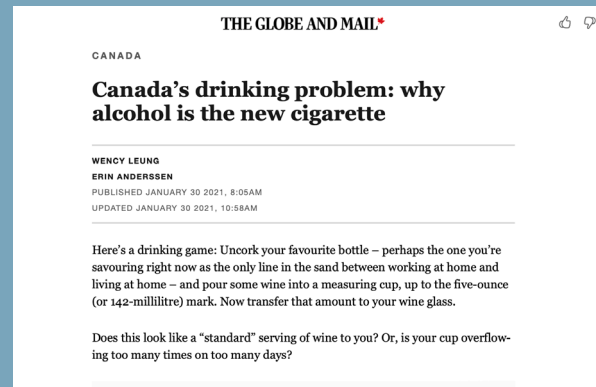 THE GLOBE AND MAIL
CANADA
Canada's drinking problem: why
alcohol is the new cigarette
WENCY LEUNG
ERIN ANDERSSEN
PUBLISHED JANUARY 30 2021, 8:05AM
UPDATED JANUARY 30 2021, 10:58AM
Here's a drinking game: Uncork your favourite bottle – perhaps the one you're
savouring right now as the only line in the sand between working at home and
living at home – and pour some wine into a measuring cup, up to the five-ounce
(or 142-millilitre) mark. Now transfer that amount to your wine glass.
Does this look like a “standard” serving of wine to you? Or, is your cup overflow-
ing too many times on too many days?